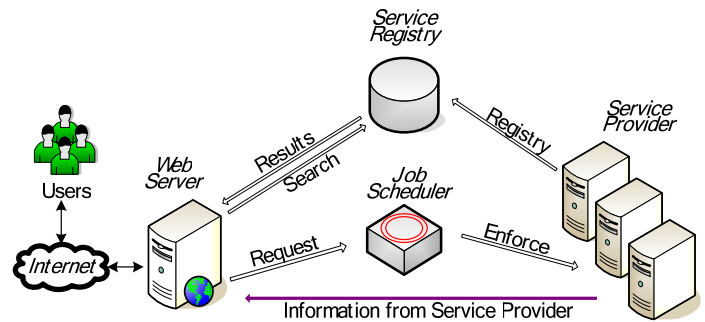 Service
Registry
Service
Provider
Registry
Results
Search
Web
Server
Job
Scheduler
Users
Internet
Request
Enforce
Information from Service Provider